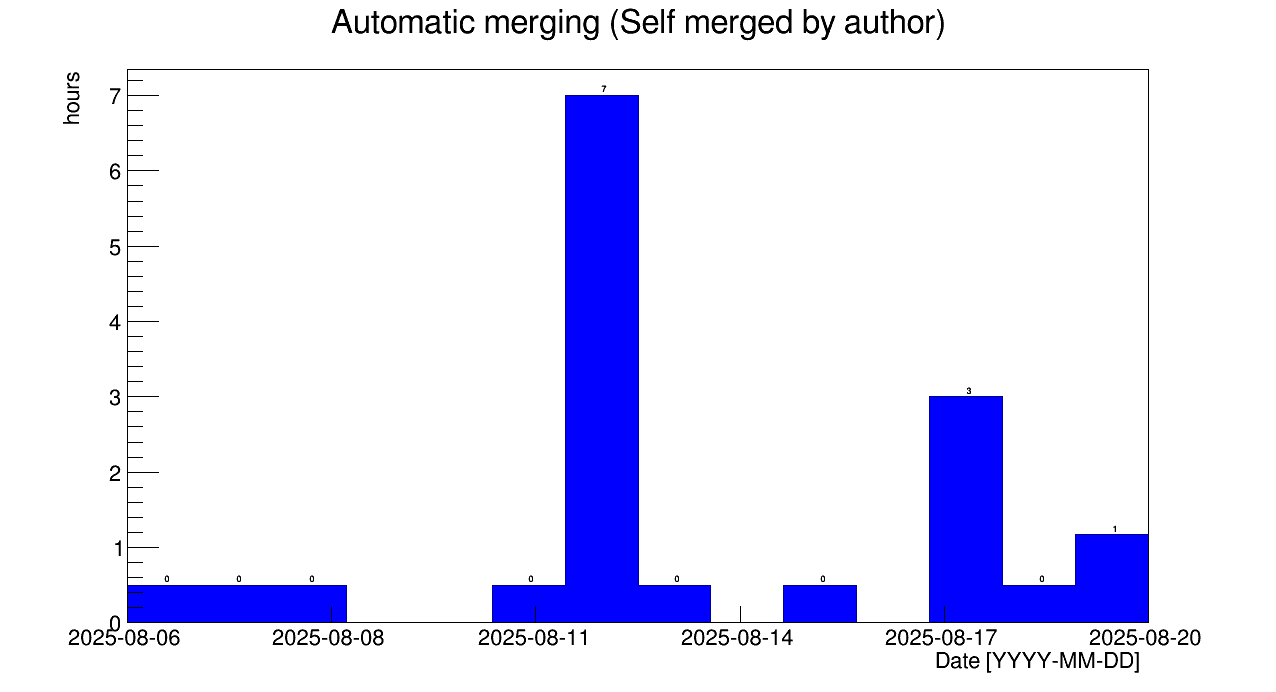 Automatic merging (Self merged by author)
hours
7
6
5
4
3
2
1
0
0 0 0 0 7 0 0 3 0 1
2025-08-06 2025-08-08 2025-08-11 2025-08-14 2025-08-17 2025-08-20
Date [YYYY-MM-DD]